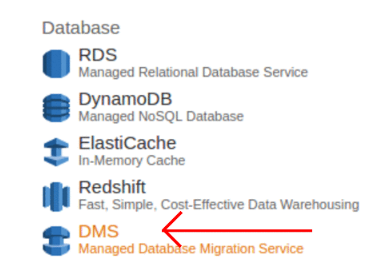 Database
RDS
Managed Relational Database Service
DynamoDB
Managed NoSQL Database
ElastiCache
In-Memory Cache
Redshift
Fast, Simple, Cost-Effective Data Warehousing
DMS
Managed Database Migration Service